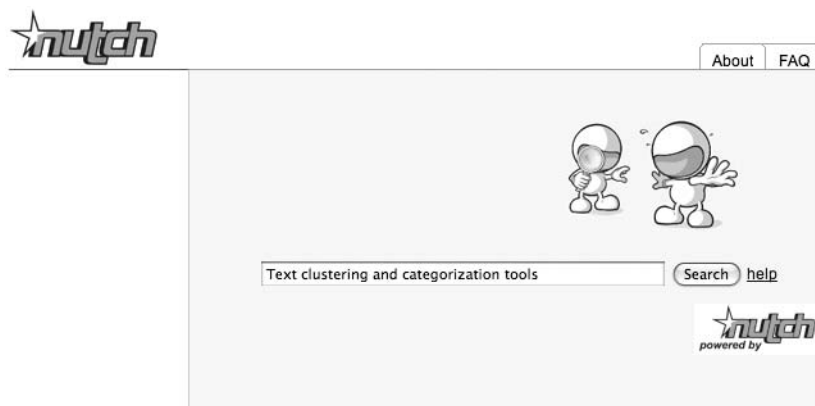 nutch
About FAQ
Text clustering and categorization tools Search help
nutch
powered by